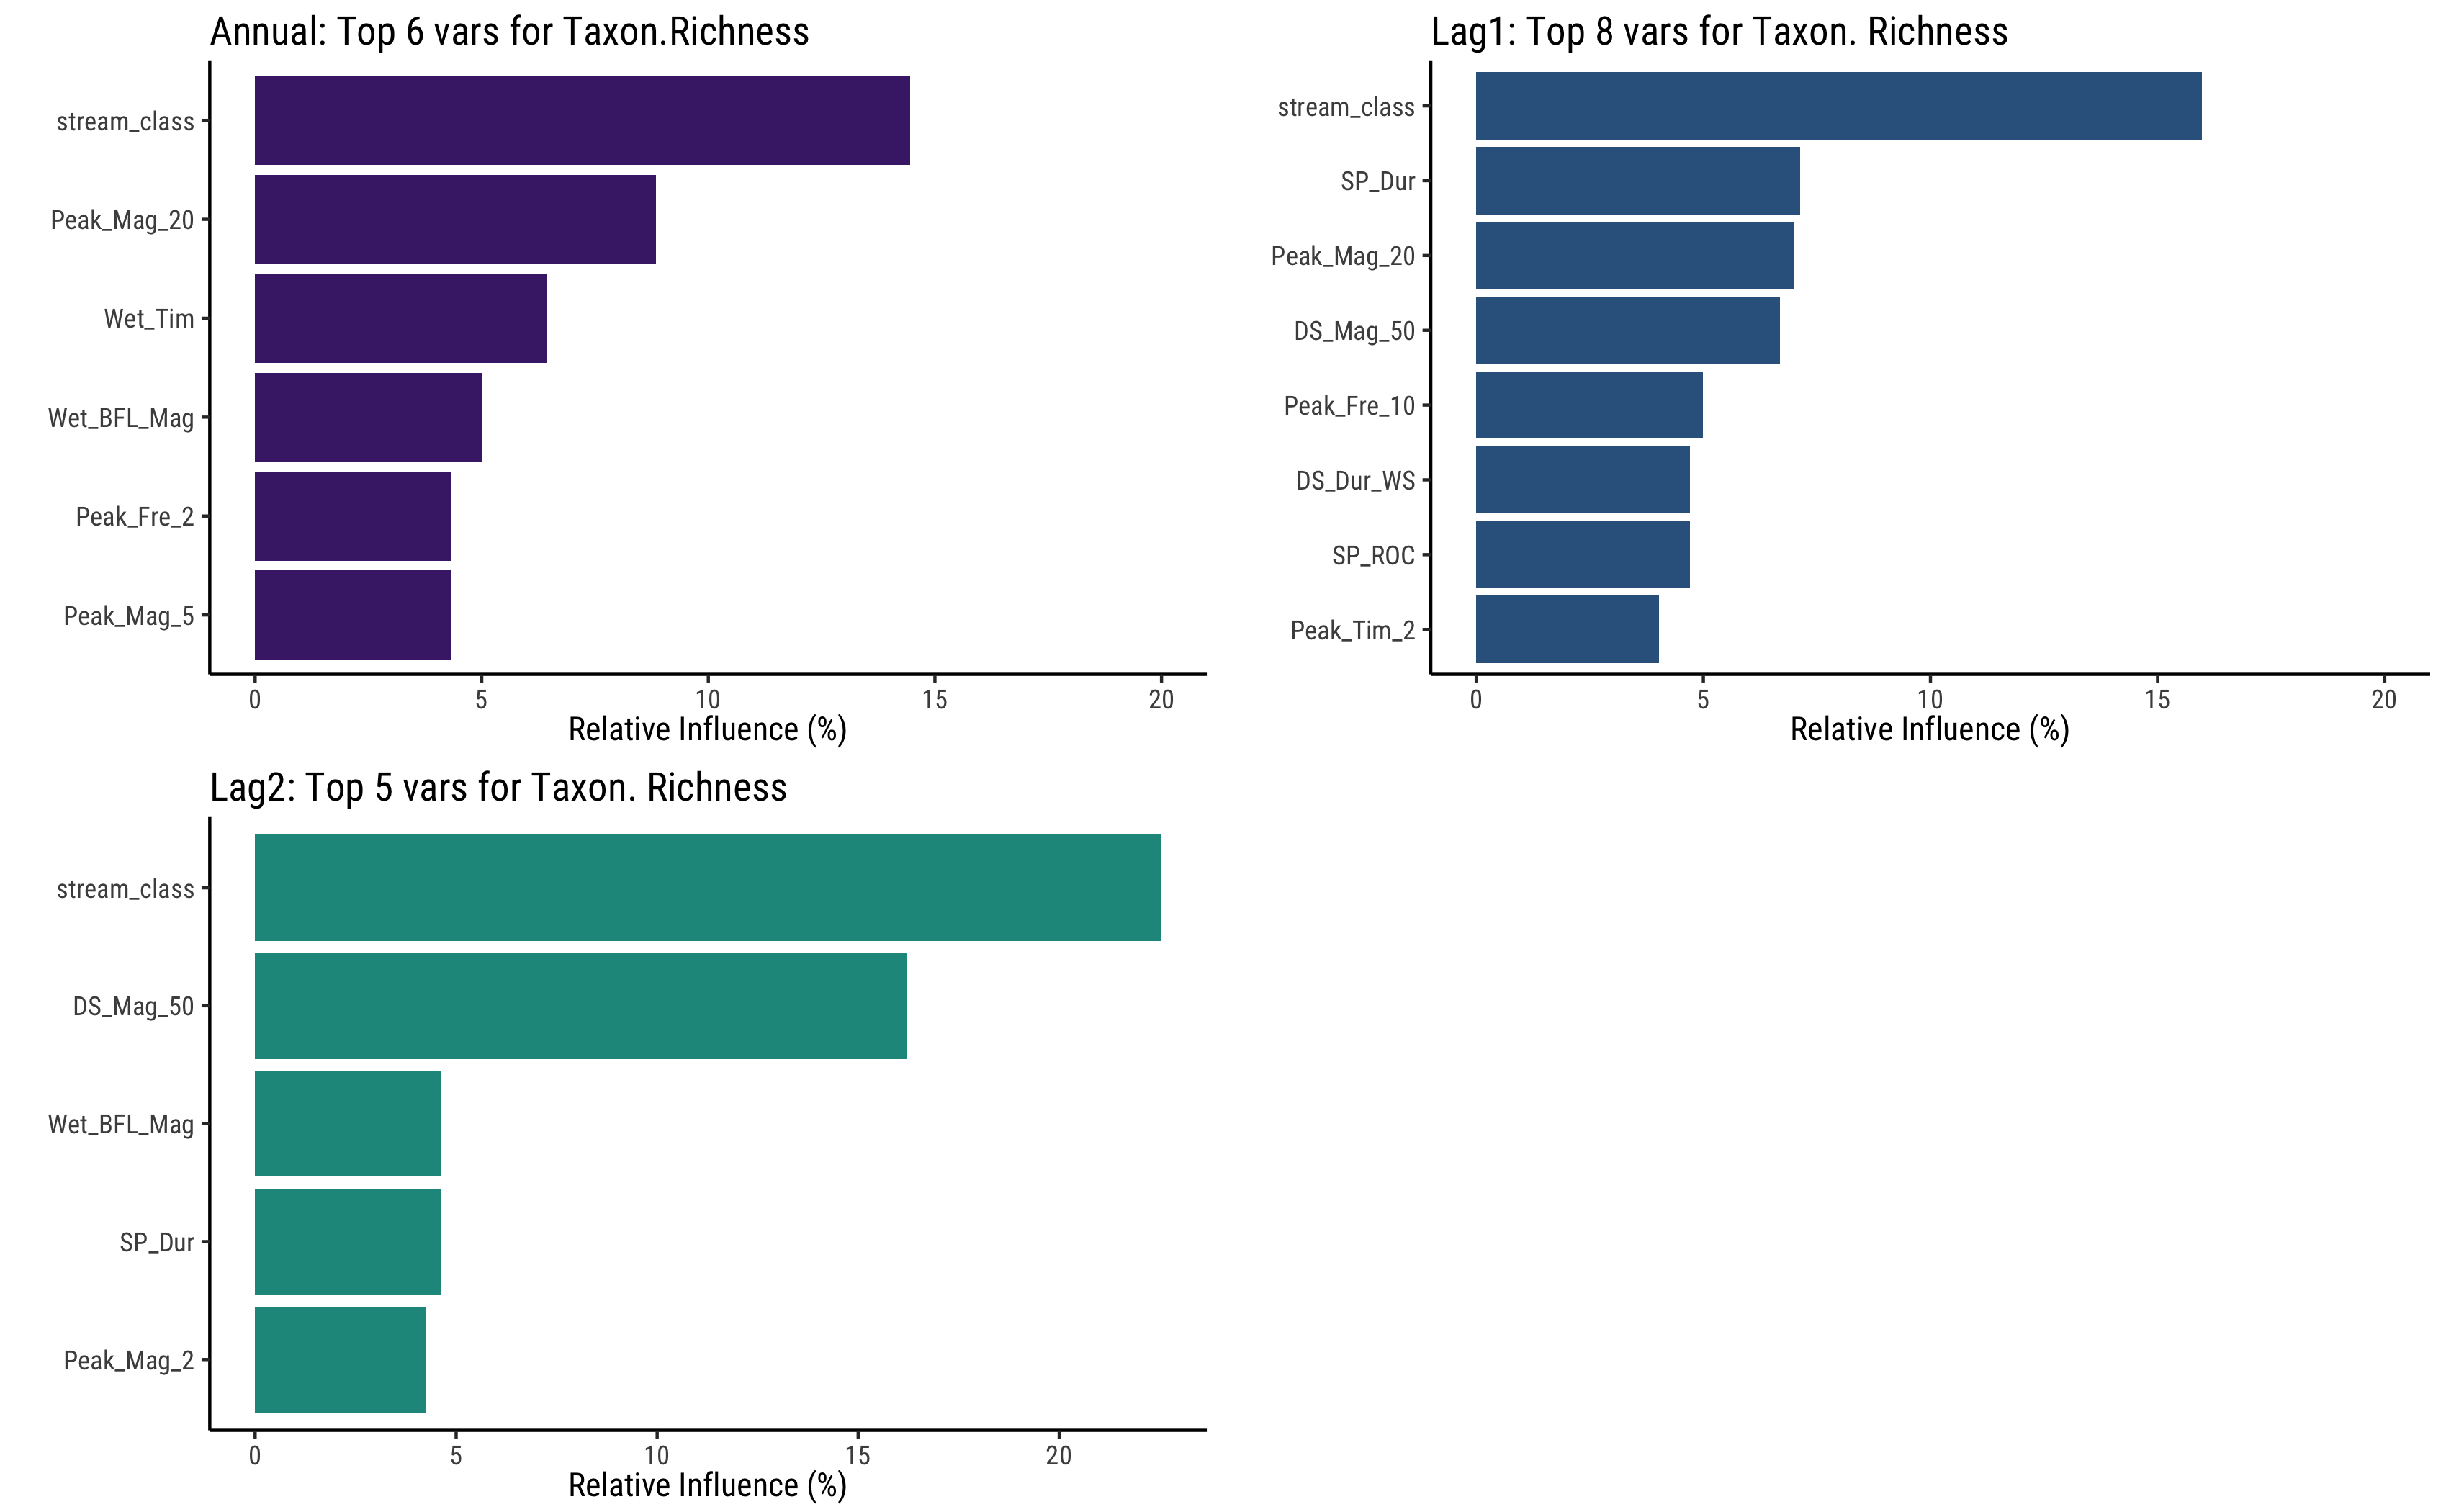 Annual: Top 6 vars for Taxon.Richness
stream_class
Peak_Mag_20
Wet_Tim
Wet_BFL_Mag
Peak_Fre_2
Peak_Mag_5
0 5 10 15 20
Relative Influence (%)
Lag1: Top 8 vars for Taxon. Richness
stream_class
SP_Dur
Peak_Mag_20
DS_Mag_50
Peak_Fre_10
DS_Dur_WS
SP_ROC
Peak_Tim_2
0 5 10 15 20
Relative Influence (%)
Lag2: Top 5 vars for Taxon. Richness
stream_class
DS_Mag_50
Wet_BFL_Mag
SP_Dur
Peak_Mag_2
0 5 10 15 20
Relative Influence (%)